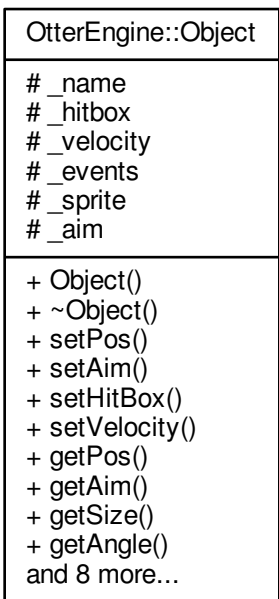 OtterEngine::Object
# _name
# _hitbox
# _velocity
# _events
# _sprite
# _aim
+ Object()
+ ~Object()
+ setPos()
+ setAim()
+ setHitBox()
+ setVelocity()
+ getPos()
+ getAim()
+ getSize()
+ getAngle()
and 8 more...